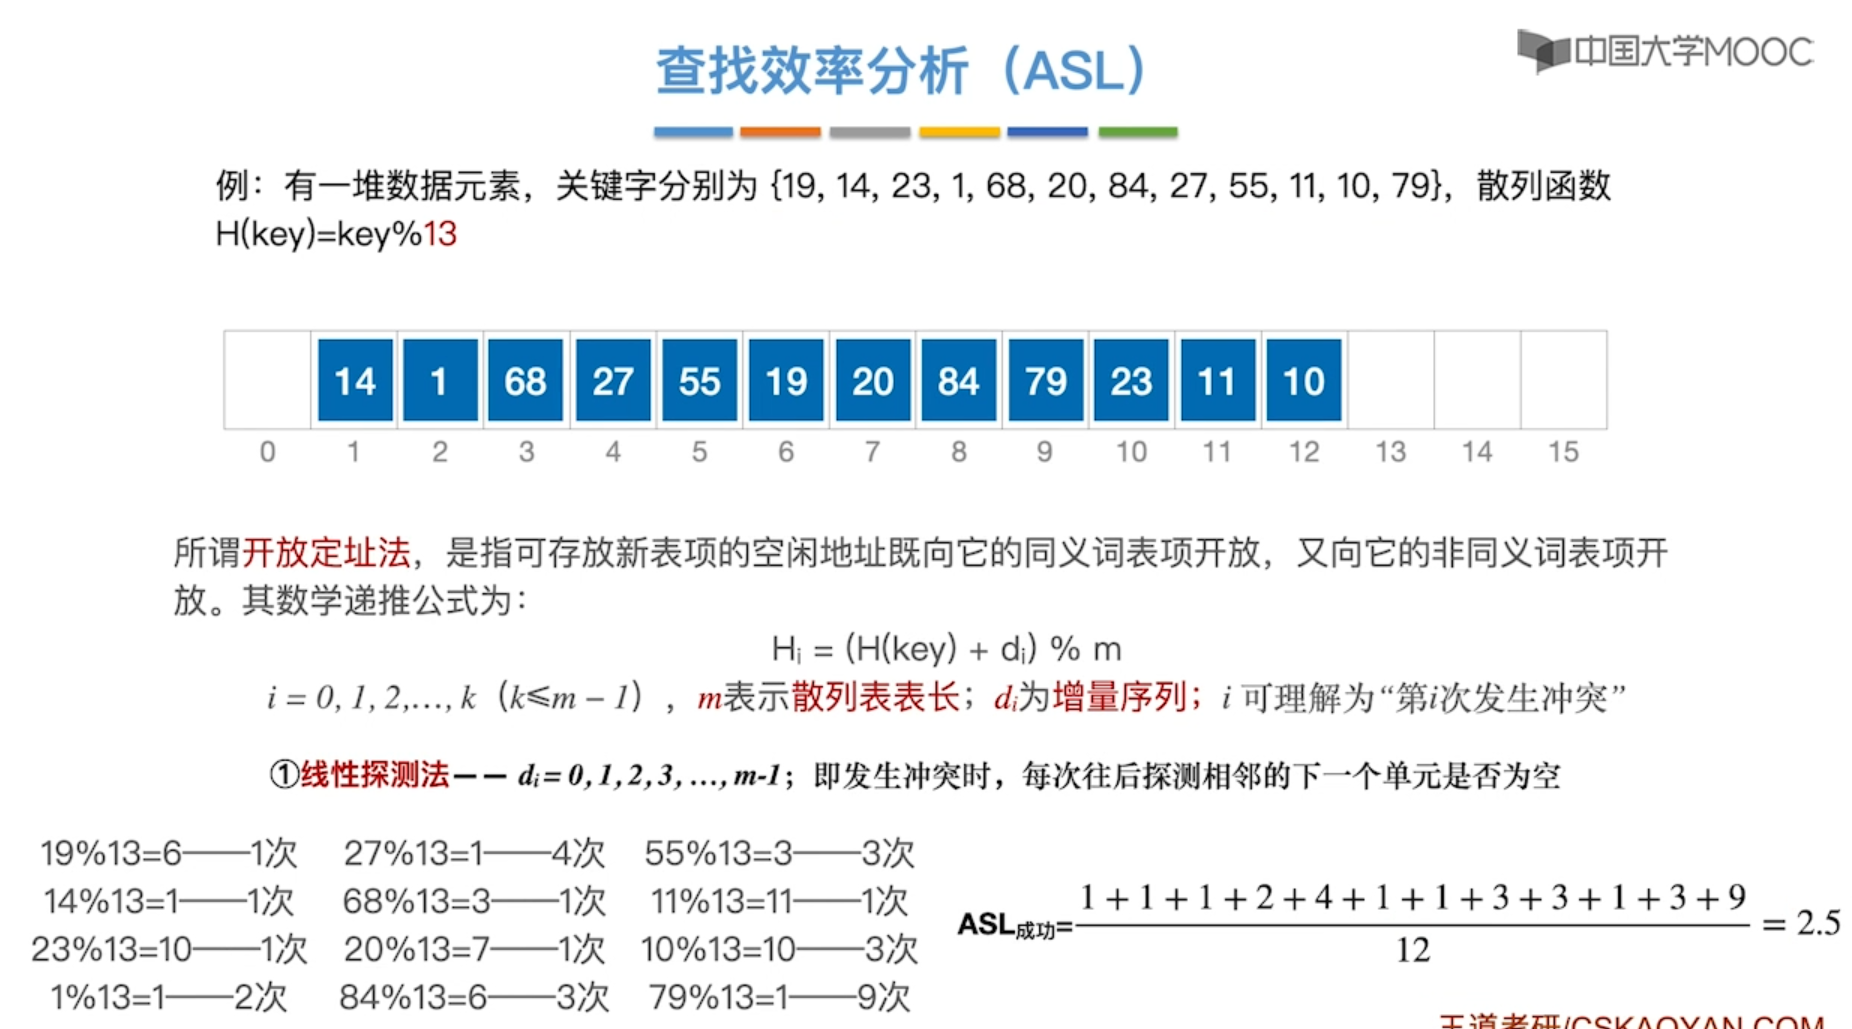 查找效率分析（ASL）
中国大学MOOC
例：有一堆数据元素，关键字分别为 {19, 14, 23, 1, 68, 20, 84, 27, 55, 11, 10, 79}，散列函数
H(key)=key%13
14 1 68 27 55 19 20 84 79 23 11 10
0 1 2 3 4 5 6 7 8 9 10 11 12 13 14 15
所谓开放定址法，是指可存放新表项的空闲地址既向它的同义词表项开放，又向它的非同义词表项开
放。其数学递推公式为：
Hᵢ = (H(key) + dᵢ) % m
i = 0, 1, 2,…, k（k≤m − 1），m表示散列表表长；dᵢ为增量序列；i 可理解为“第i次发生冲突”
①线性探测法—— dᵢ = 0, 1, 2, 3, …, m-1；即发生冲突时，每次往后探测相邻的下一个单元是否为空
19%13=6——1次 27%13=1——4次 55%13=3——3次
14%13=1——1次 68%13=3——1次 11%13=11——1次
23%13=10——1次 20%13=7——1次 10%13=10——3次
1%13=1——2次 84%13=6——3次 79%13=1——9次
1 + 1 + 1 + 2 + 4 + 1 + 1 + 3 + 3 + 1 + 3 + 9
ASL成功= = 2.5
12
王道考研/CSKAOYAN.COM